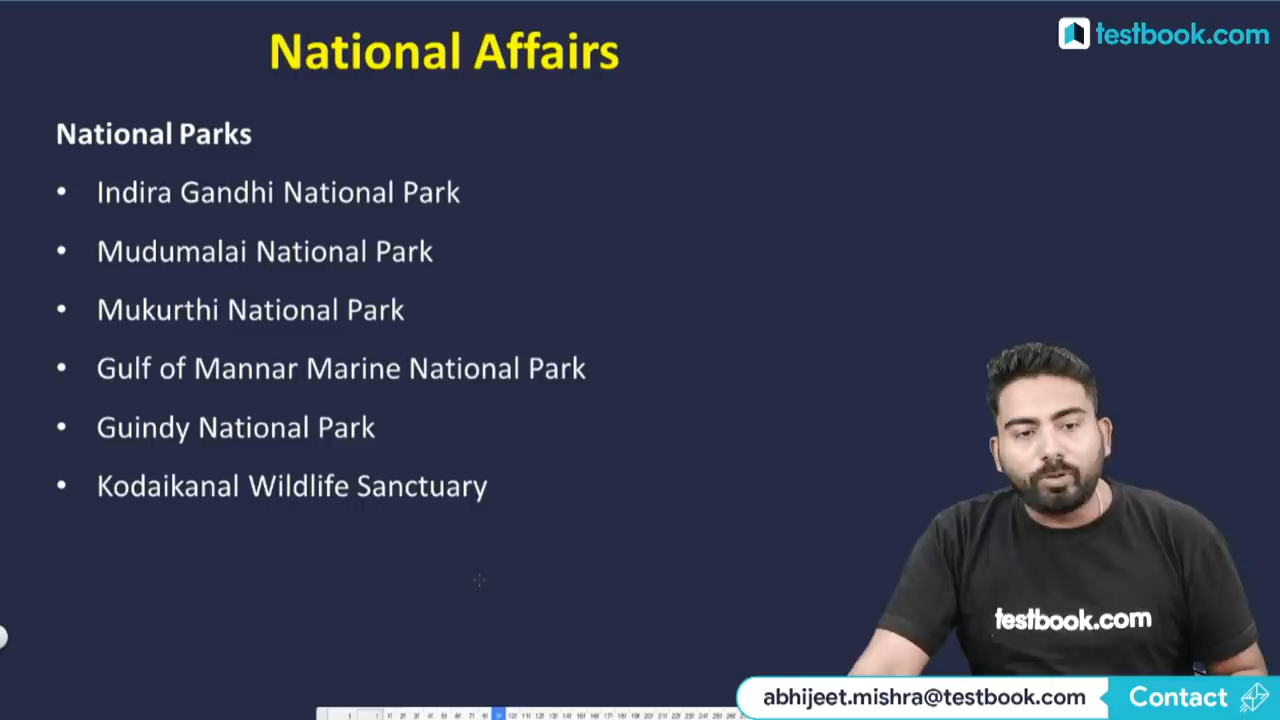 National Affairs
testbook.com
National Parks
• Indira Gandhi National Park
• Mudumalai National Park
• Mukurthi National Park
• Gulf of Mannar Marine National Park
• Guindy National Park
• Kodaikanal Wildlife Sanctuary
testbook.com
abhijeet.mishra@testbook.com
Contact